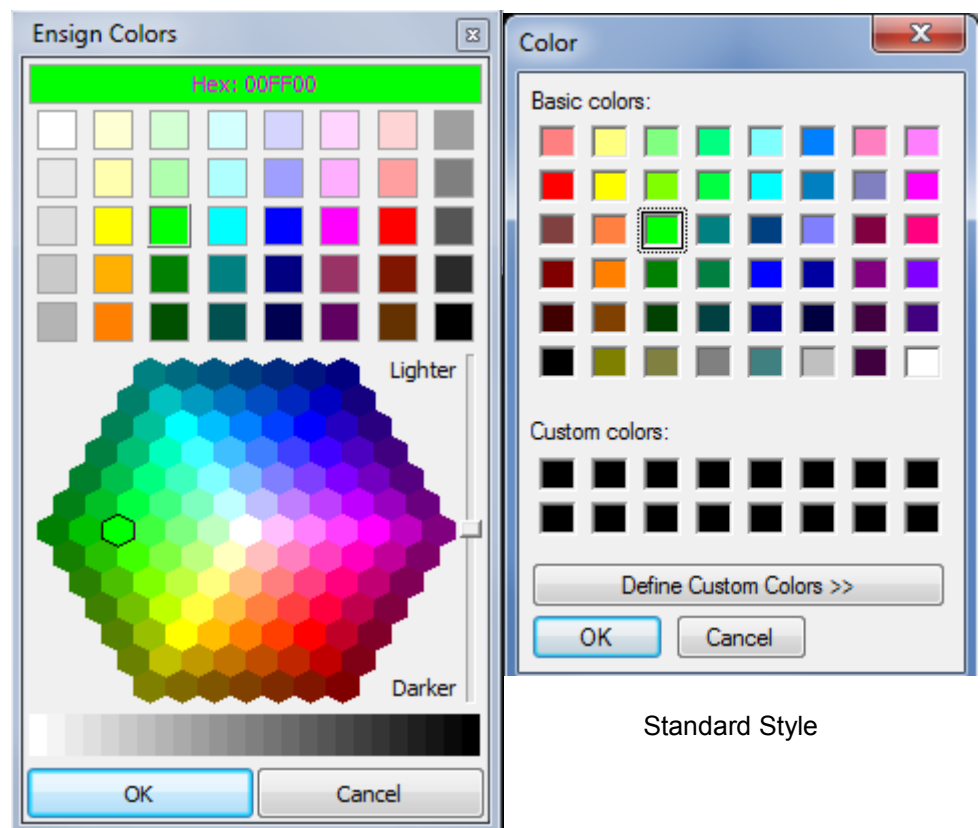 Ensign Colors
Hex: 00FF00
Lighter
Darker
OK Cancel
Color
Basic colors:
Custom colors:
Define Custom Colors >>
OK Cancel
Standard Style